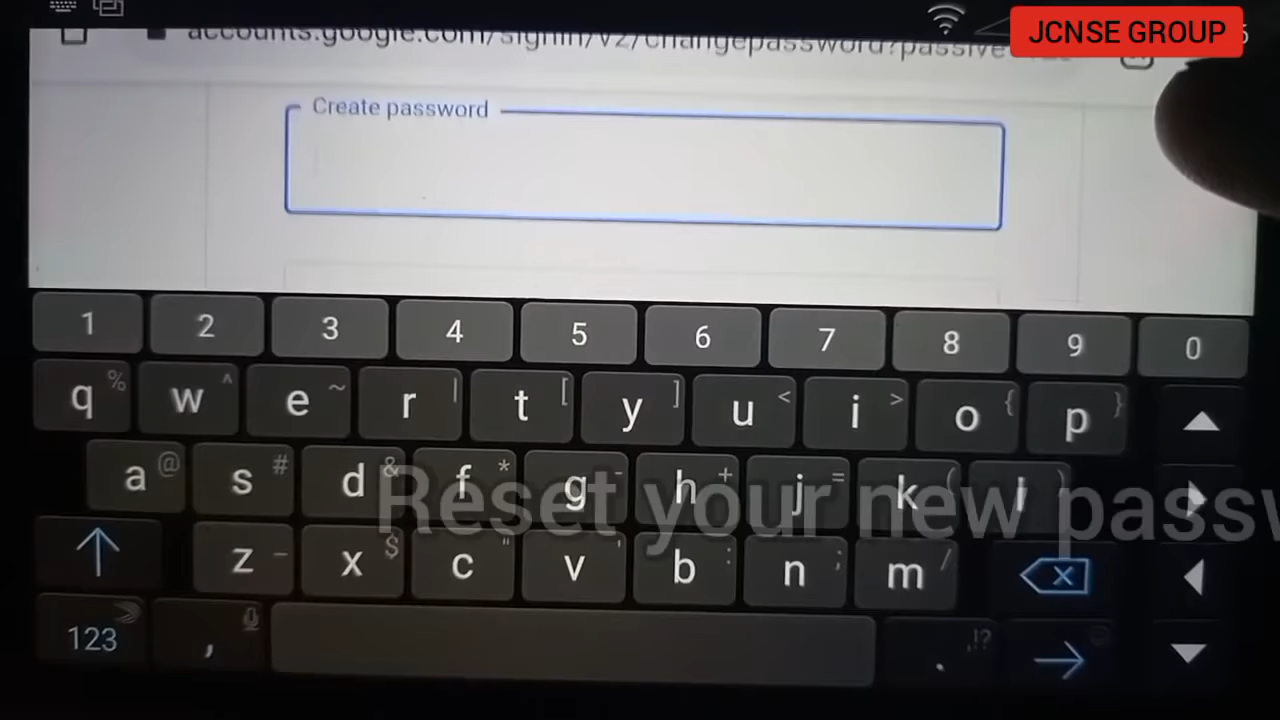 JCNSE GROUP
accounts.google.com/signin/v2/changepassword?passive
Create password
1 2 3 4 5 6 7 8 9 0
q % w ^ e ~ r | t [ y ] u < i > o { p }
a @ s # d & f * g - h + j = k ( l )
Reset your new passw
z x $ c " v ' b : n ; m /
123 , . ,!?